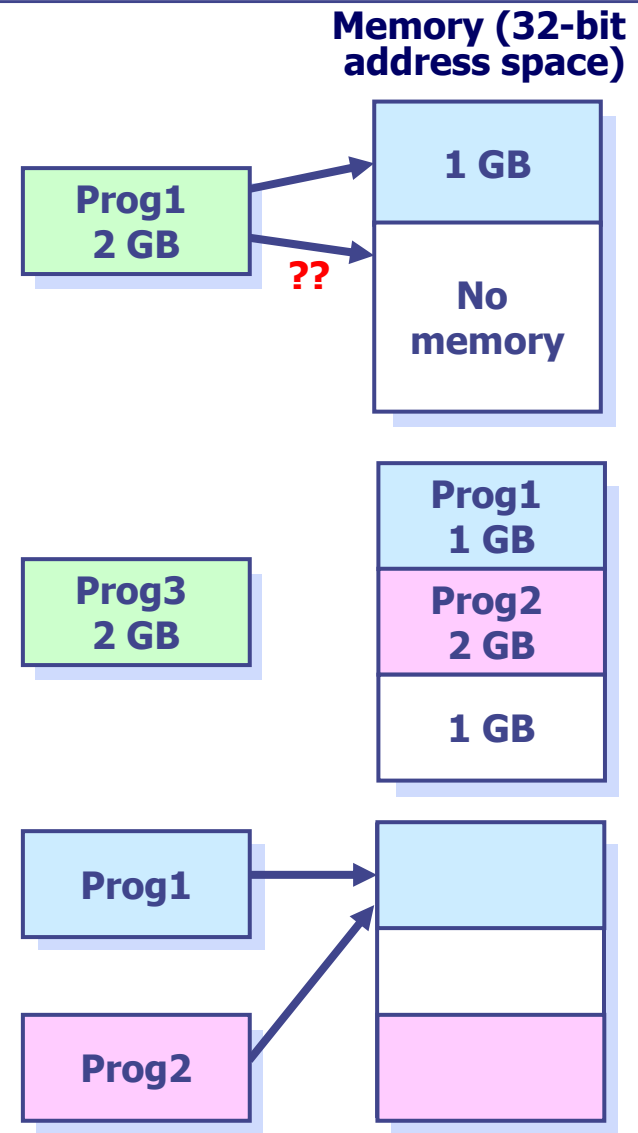 Memory (32-bit
address space)
1 GB
Prog1
2 GB
??
No
memory
Prog1
1 GB
Prog3
2 GB
Prog2
2 GB
1 GB
Prog1
Prog2